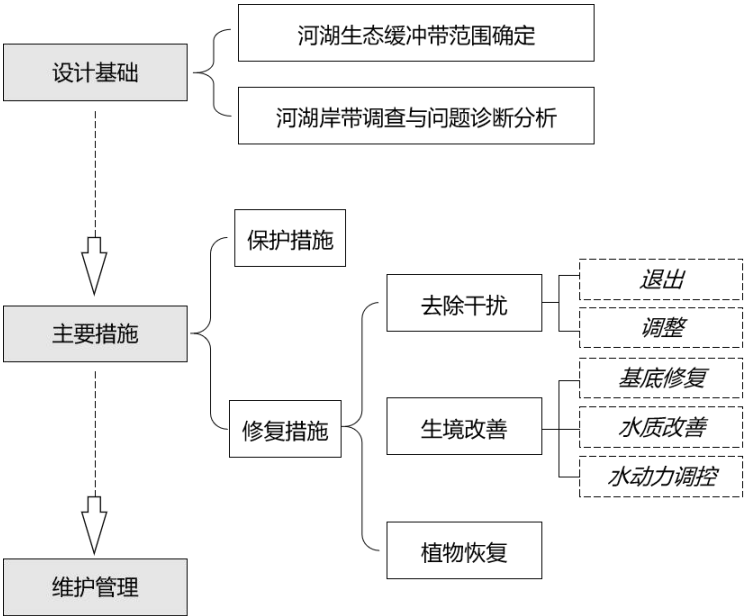 设计基础
河湖生态缓冲带范围确定
河湖岸带调查与问题诊断分析
主要措施
保护措施
修复措施
去除干扰
退出
调整
生境改善
基底修复
水质改善
水动力调控
植物恢复
维护管理